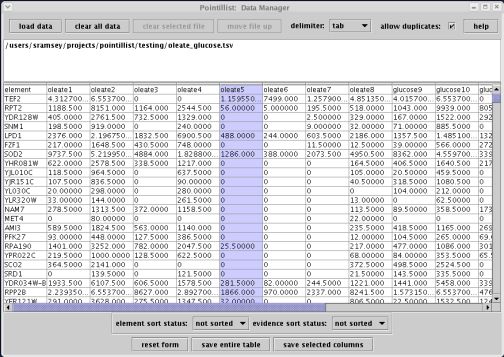 Pointillist: Data Manager
load data clear all data clear selected file move file up delimiter: tab allow duplicates: help
/users/sramsey/projects/pointillist/testing/oleate_glucose.tsv
element oleate1 oleate2 oleate3 oleate4 oleate5 oleate6 oleate7 oleate8 glucose9 glucose10 gluc
TEF2 4.312700... 6.553700... 1.159550... 7499.000 1.257900... 4.851350... 4.015700... 6.553700...
RPT2 1188.500 8151.000 1164.000 2544.500 56.00000 5.000000 195.500 518.0000 1043.000 9939.000 805
YDR128W 405.0000 2761.500 732.5000 1329.000 0 0 2.500000 329.0000 167.0000 1522.000 292
SNM1 198.5000 919.0000 0 240.0000 0 0 9.000000 32.00000 71.00000 885.5000 0
LPD1 2376.000 2.196750... 1832.500 6900.500 488.0000 244.0000 603.5000 2186.000 1357.500 1.485100... 132
FZF1 217.0000 1648.500 430.5000 748.0000 0 0 11.50000 12.50000 39.00000 566.0000 272
SOD2 9737.500 5.219950... 4884.000 1.828800... 1286.000 388.0000 2073.500 4950.500 8362.000 4.559700... 339
YHR081W 622.0000 2578.500 338.5000 1217.000 0 0 0 164.5000 406.5000 1640.500 217
YJL010C 118.5000 964.5000 0 637.5000 0 0 0 105.0000 20.50000 459.5000 0
YJR151C 107.5000 836.5000 0 90.00000 0 0 0 40.50000 318.5000 1080.500 0
YL030C 20.00000 298.0000 0 280.0000 0 0 0 0 104.0000 212.0000 0
YLR320W 33.00000 144.0000 0 261.5000 0 0 0 13.00000 0 62.50000 0
NAM7 278.5000 1313.500 372.0000 1158.500 0 0 0 113.5000 89.50000 358.5000 173
MET4 0 80.00000 0 0 0 0 0 22.00000 0 0 0
AMI3 589.5000 1824.500 563.0000 1140.000 0 0 0 235.5000 418.5000 1165.000 269
PFK27 93.00000 448.0000 127.5000 386.5000 0 0 0 12.00000 104.5000 265.0000 69.
RPA190 1401.000 3252.000 782.0000 2047.500 25.50000 0 0 217.0000 477.0000 1086.000 301
YPR022C 219.5000 1000.000 128.5000 622.5000 0 0 0 68.00000 84.00000 353.5000 65.
SCO2 364.5000 2141.000 0 0 0 0 0 372.5000 498.5000 2524.500 0
SRD1 0 139.5000 0 121.5000 0 0 0 21.50000 143.5000 335.5000 0
YDR034W-B 1933.500 6107.500 606.5000 1578.500 281.5000 82.00000 244.5000 1221.000 1441.000 5458.000 339
RPP2B 2.239350... 6.553700... 8627.000 2.892700... 1866.000 970.0000 2337.000 8241.500 1.573150... 6.553700... 476
YER121W 291.0000 3628.000 275.5000 1347.500 32.00000 0 0 806.5000 22.50000 1532.500
element sort status: not sorted evidence sort status: not sorted
reset form save entire table save selected columns